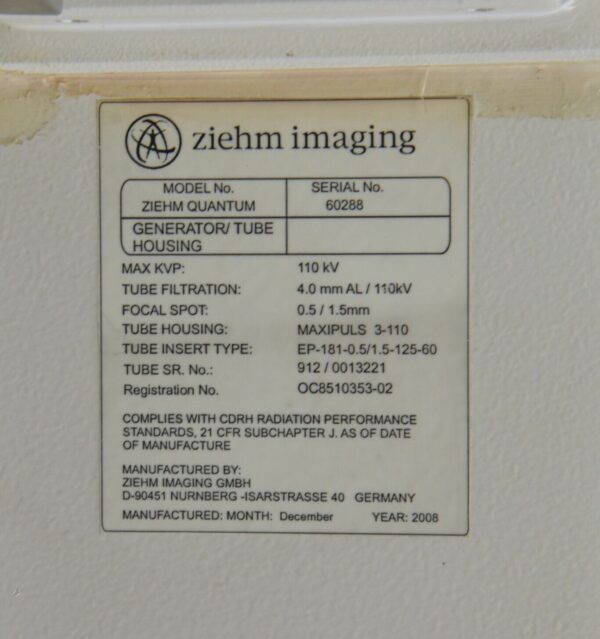 ziehm imaging
MODEL No. SERIAL No.
ZIEHM QUANTUM 60288
GENERATOR/ TUBE
HOUSING
MAX KVP: 110 kV
TUBE FILTRATION: 4.0 mm AL / 110kV
FOCAL SPOT: 0.5 / 1.5mm
TUBE HOUSING: MAXIPULS 3-110
TUBE INSERT TYPE: EP-181-0.5/1.5-125-60
TUBE SR. No.: 912 / 0013221
Registration No. OC8510353-02
COMPLIES WITH CDRH RADIATION PERFORMANCE
STANDARDS, 21 CFR SUBCHAPTER J. AS OF DATE
OF MANUFACTURE
MANUFACTURED BY:
ZIEHM IMAGING GMBH
D-90451 NURNBERG -ISARSTRASSE 40 GERMANY
MANUFACTURED: MONTH: December YEAR: 2008